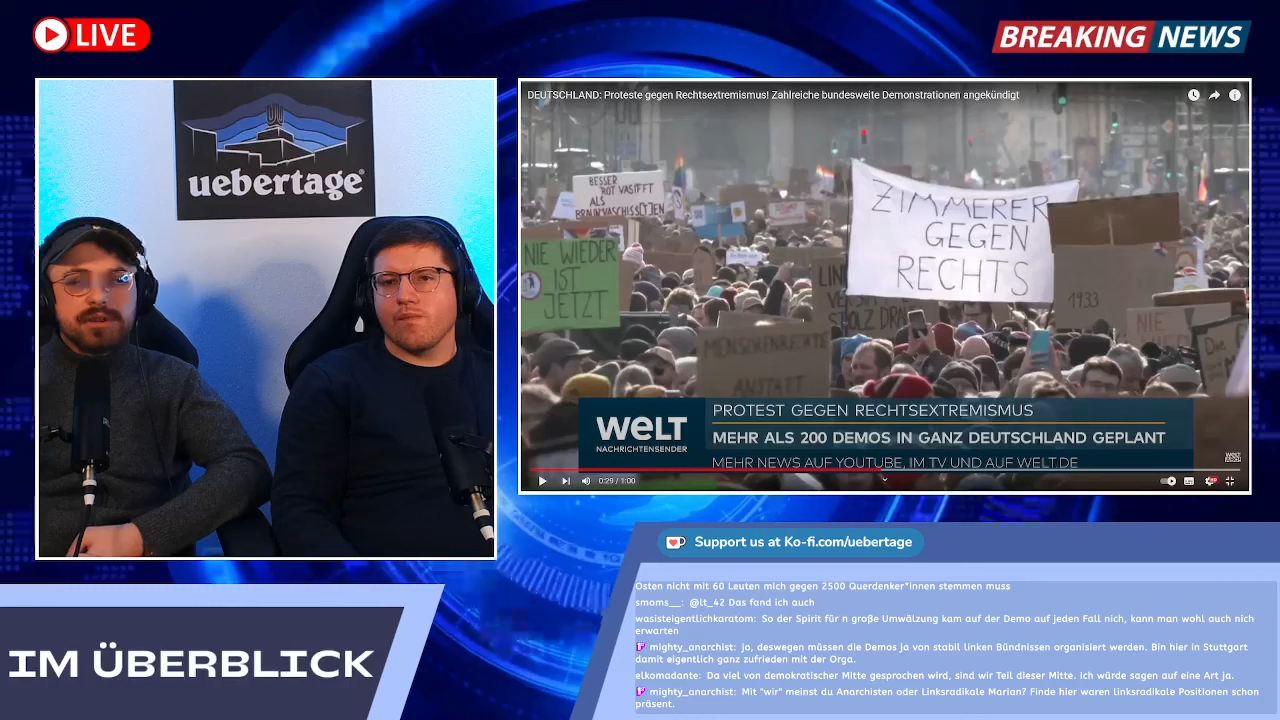 LIVE
BREAKING NEWS
uebertage
DEUTSCHLAND: Proteste gegen Rechtsextremismus! Zahlreiche bundesweite Demonstrationen angekündigt
BESSER
ROT
ALS
ZIMMERER
GEGEN
RECHTS
NIE WIEDER
IST
JETZT
1933
NIE
MENSCHENRECHTE
ANSTATT
WELT
NACHRICHTENSENDER
PROTEST GEGEN RECHTSEXTREMISMUS
MEHR ALS 200 DEMOS IN GANZ DEUTSCHLAND GEPLANT
MEHR NEWS AUF YOUTUBE, IM TV UND AUF WELT.DE
0:29 / 1:00
Support us at Ko-fi.com/uebertage
Osten nicht mit 60 Leuten mich gegen 2500 Querdenker*innen stemmen muss
smoms__: @lt_42 Das fand ich auch
wasisteigentlichkaratom: So der Spirit für n große Umwälzung kam auf der Demo auf jeden Fall nich, kann man wohl auch nich
erwarten
mighty_anarchist: jo, deswegen müssen die Demos ja von stabil linken Bündnissen organisiert werden. Bin hier in Stuttgart
damit eigentlich ganz zufrieden mit der Orga.
elkomadante: Da viel von demokratischer Mitte gesprochen wird, sind wir Teil dieser Mitte. Ich würde sagen auf eine Art ja.
mighty_anarchist: Mit "wir" meinst du Anarchisten oder Linksradikale Marian? Finde hier waren linksradikale Positionen schon
präsent.
IM ÜBERBLICK